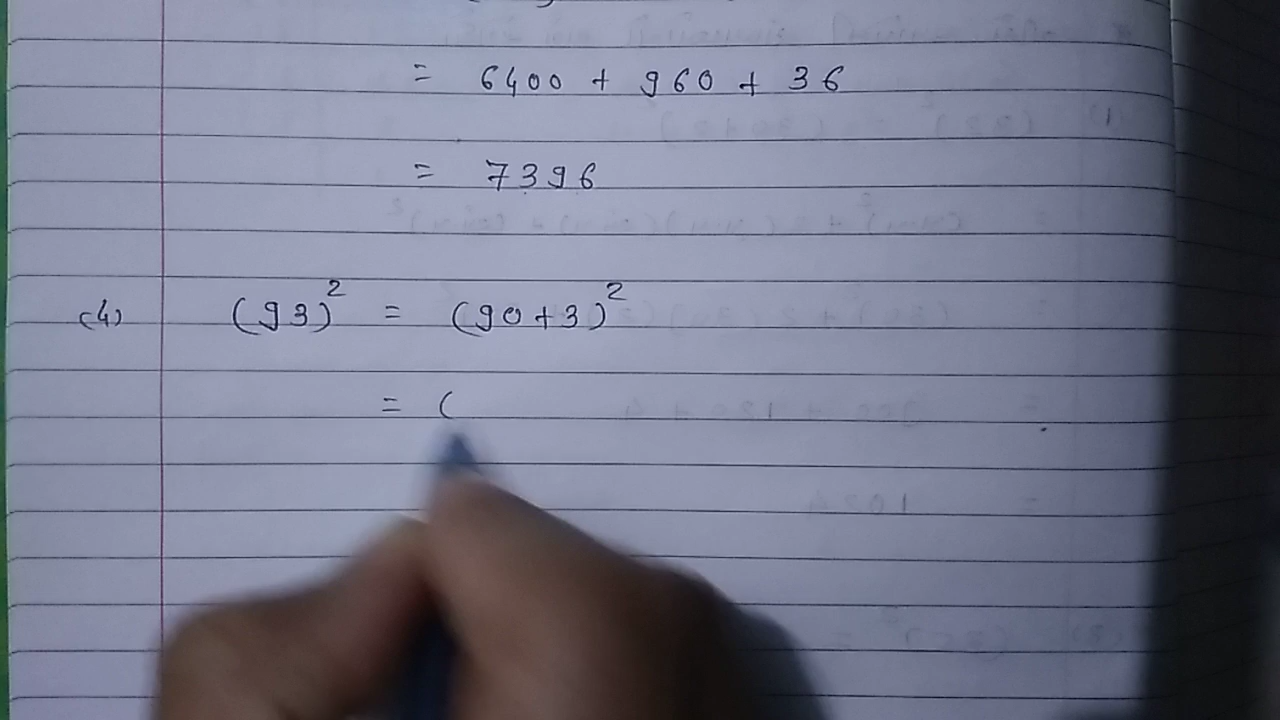 = 6400 + 960 + 36
= 7396
(4) (93)² = (90+3)²
= (